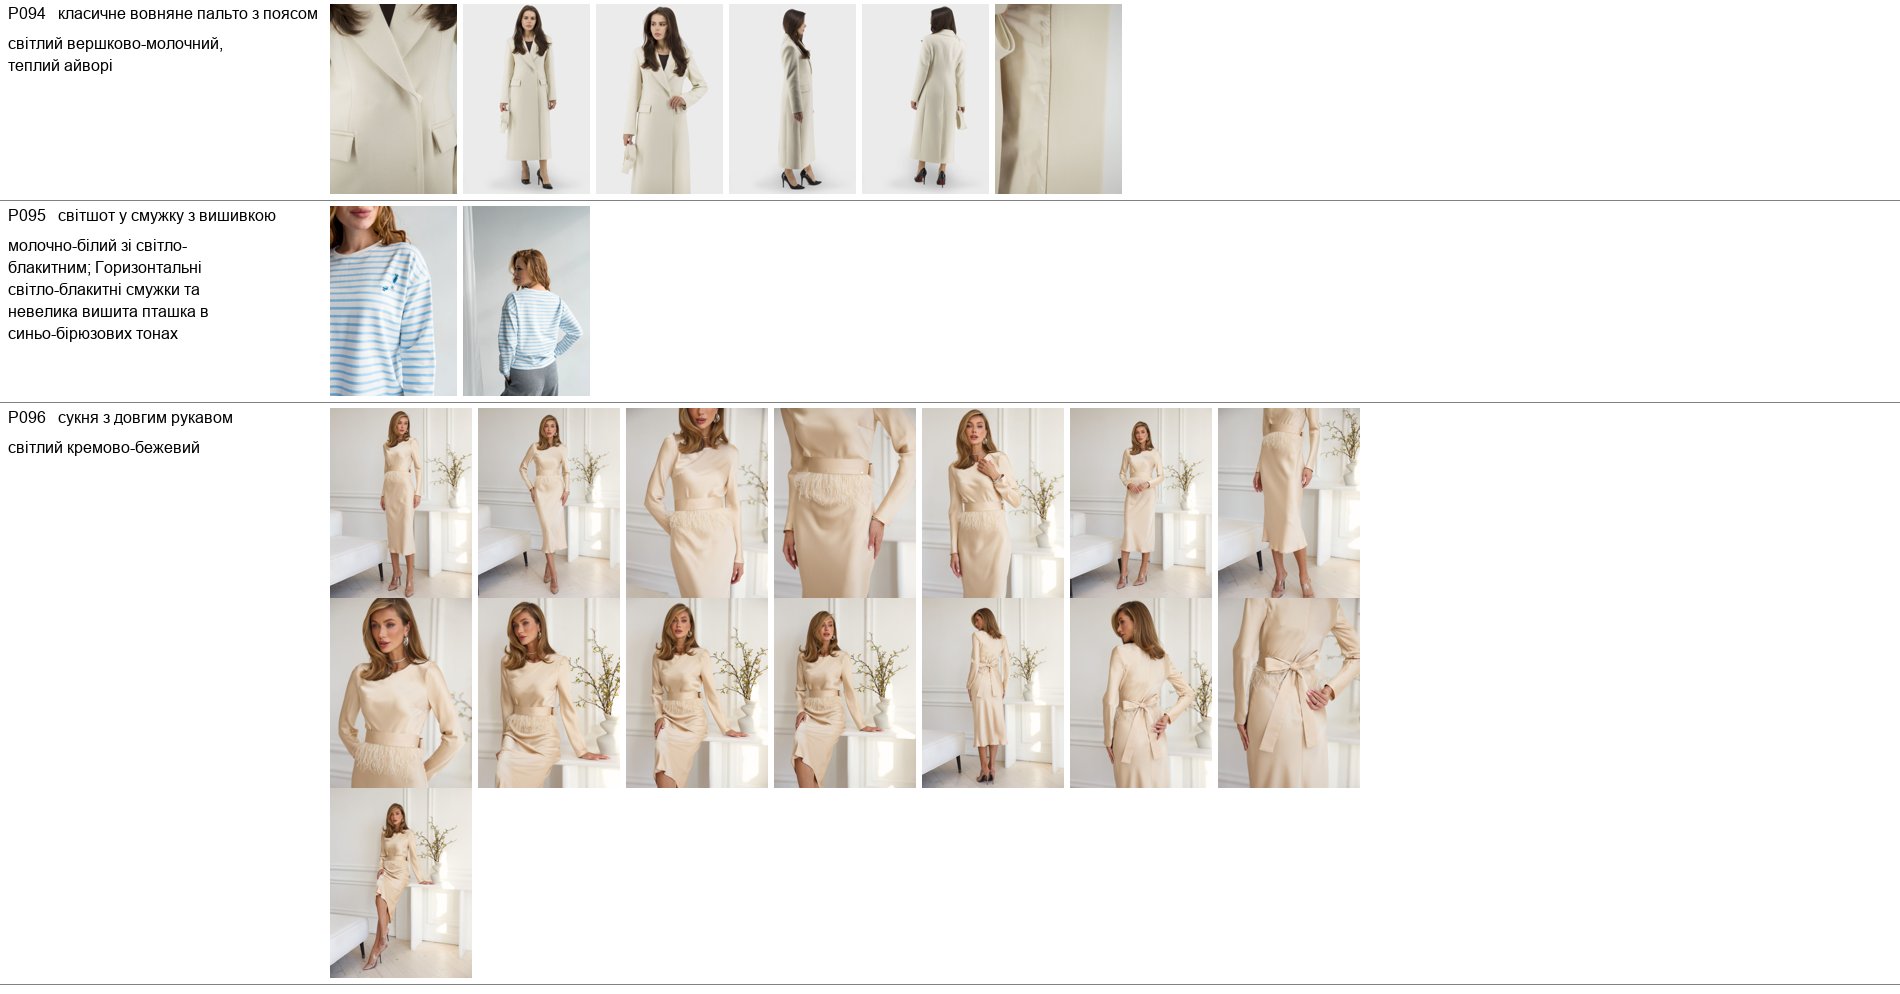 P094 класичне вовняне пальто з поясом
світлий вершково-молочний,
теплий айворі
P095 світшот у смужку з вишивкою
молочно-білий зі світло-
блакитним; Горизонтальні
світло-блакитні смужки та
невелика вишита пташка в
синьо-бірюзових тонах
P096 сукня з довгим рукавом
світлий кремово-бежевий